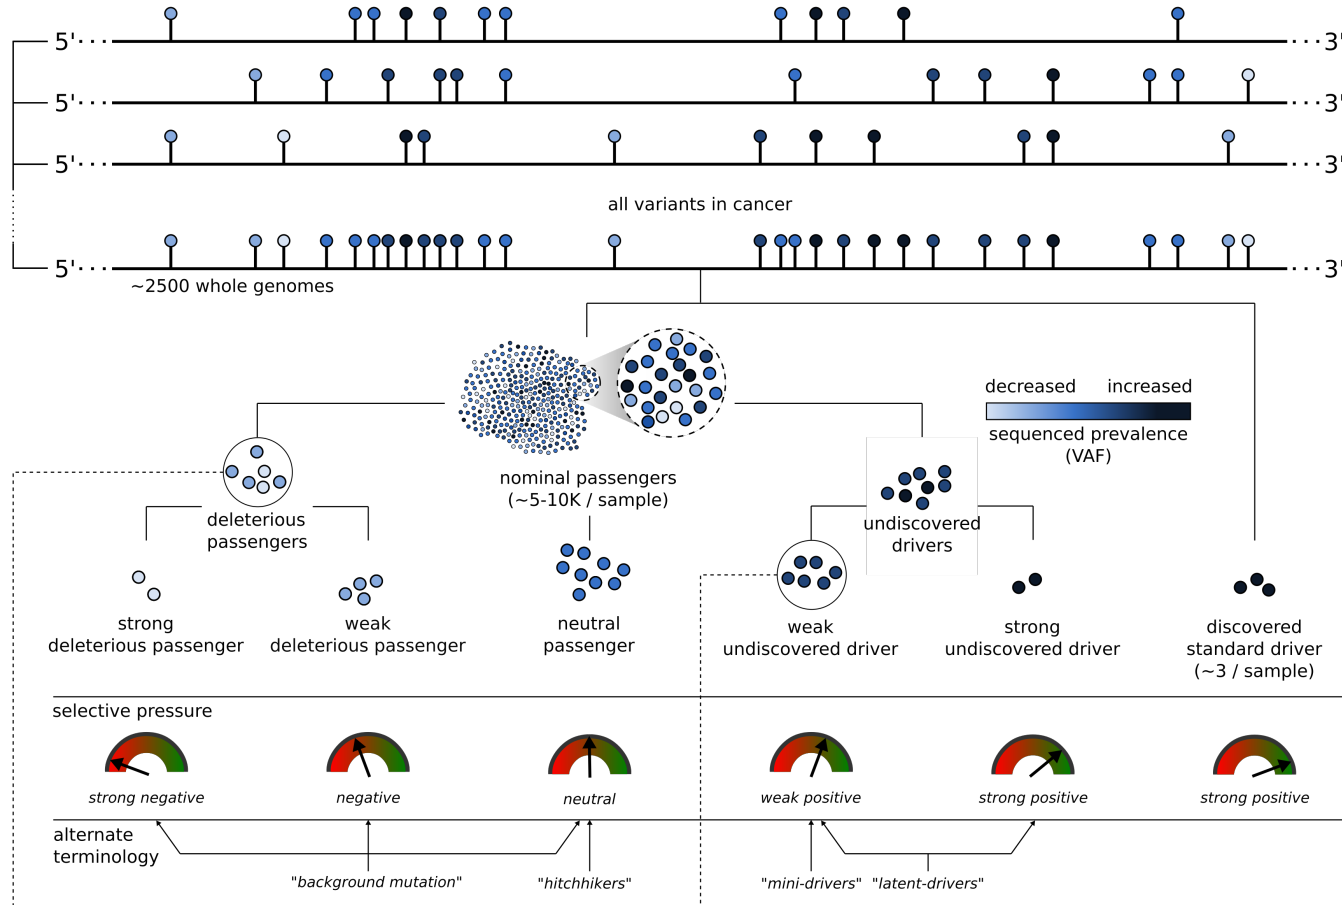 5'··· ···3'
5'··· ···3'
5'··· ···3'
all variants in cancer
5'··· ···3'
~2500 whole genomes
decreased increased
sequenced prevalence
(VAF)
nominal passengers
(~5-10K / sample)
deleterious
passengers
undiscovered
drivers
strong
deleterious passenger
weak
deleterious passenger
neutral
passenger
weak
undiscovered driver
strong
undiscovered driver
discovered
standard driver
(~3 / sample)
selective pressure
strong negative
negative
neutral
weak positive
strong positive
strong positive
alternate
terminology
"background mutation"
"hitchhikers"
"mini-drivers"
"latent-drivers"